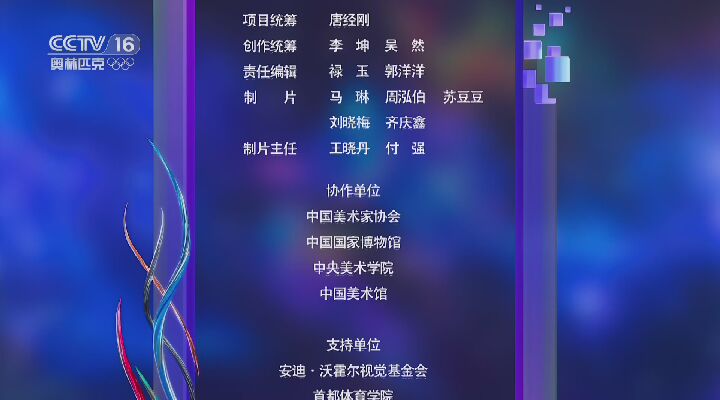 CCTV 16
奥林匹克
项目统筹 唐经刚
创作统筹 李 坤 吴 然
责任编辑 禄 玉 郭洋洋
制 片 马 琳 周泓伯 苏豆豆
刘晓梅 齐庆鑫
制片主任 王晓丹 付 强
协作单位
中国美术家协会
中国国家博物馆
中央美术学院
中国美术馆
支持单位
安迪·沃霍尔视觉基金会
首都体育学院